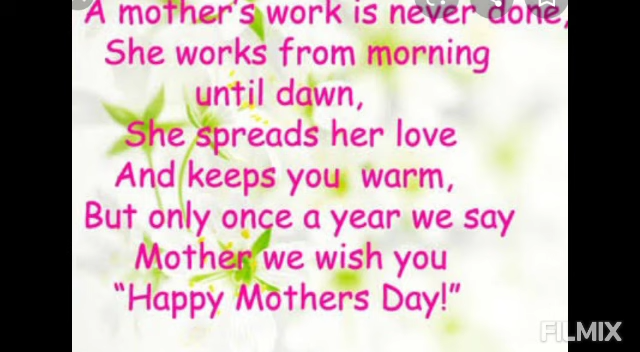 A mother's work is never done,
She works from morning
until dawn,
She spreads her love
And keeps you warm,
But only once a year we say
Mother we wish you
“Happy Mothers Day!”
FILMIX